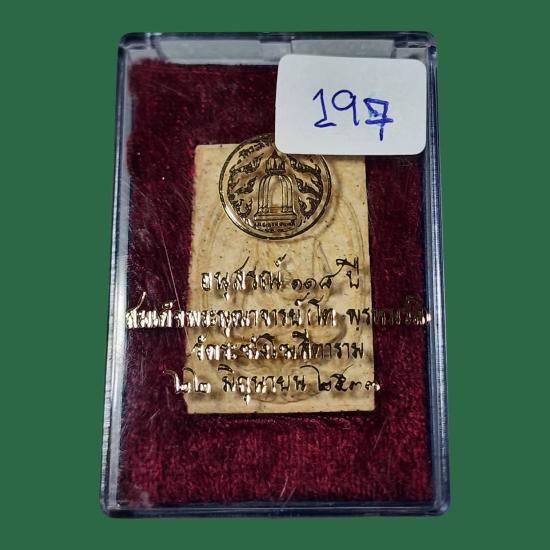 197
อนุสรณ์ ๑๑๘ ปี
สมเด็จพระพุฒาจารย์ (โต พรหมรังสี)
วัดระฆังโฆสิตาราม
๒๒ มิถุนายน ๒๕๓๓